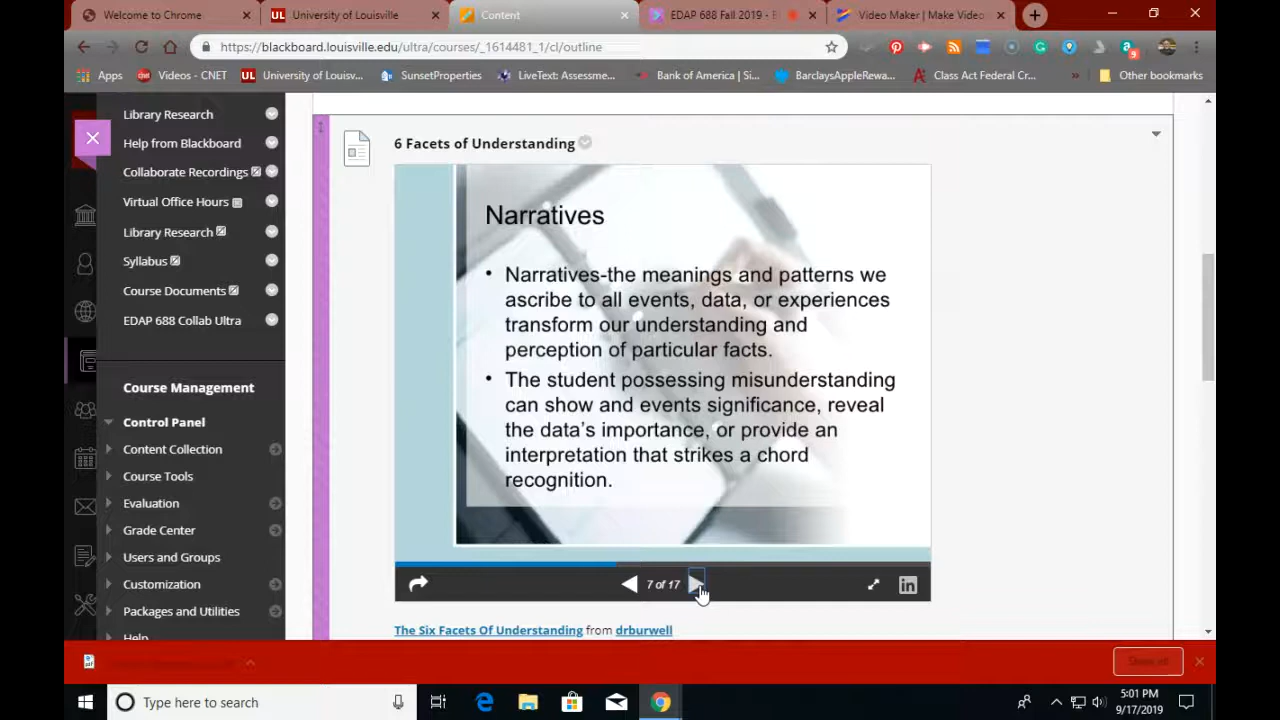 Welcome to Chrome
University of Louisville
Content
EDAP 688 Fall 2019 -
Video Maker | Make Video
https://blackboard.louisville.edu/ultra/courses/_1614481_1/cl/outline
Apps
Videos - CNET
University of Louisv...
SunsetProperties
LiveText: Assessme...
Bank of America | Si...
BarclaysAppleRewa...
Class Act Federal Cr...
»
Other bookmarks
Library Research
Help from Blackboard
Collaborate Recordings
Virtual Office Hours
Library Research
Syllabus
Course Documents
EDAP 688 Collab Ultra
Course Management
Control Panel
Content Collection
Course Tools
Evaluation
Grade Center
Users and Groups
Customization
Packages and Utilities
Help
6 Facets of Understanding
Narratives
• Narratives-the meanings and patterns we
ascribe to all events, data, or experiences
transform our understanding and
perception of particular facts.
• The student possessing misunderstanding
can show and events significance, reveal
the data's importance, or provide an
interpretation that strikes a chord
recognition.
7 of 17
The Six Facets Of Understanding from drburwell
Show all
Type here to search
5:01 PM
9/17/2019